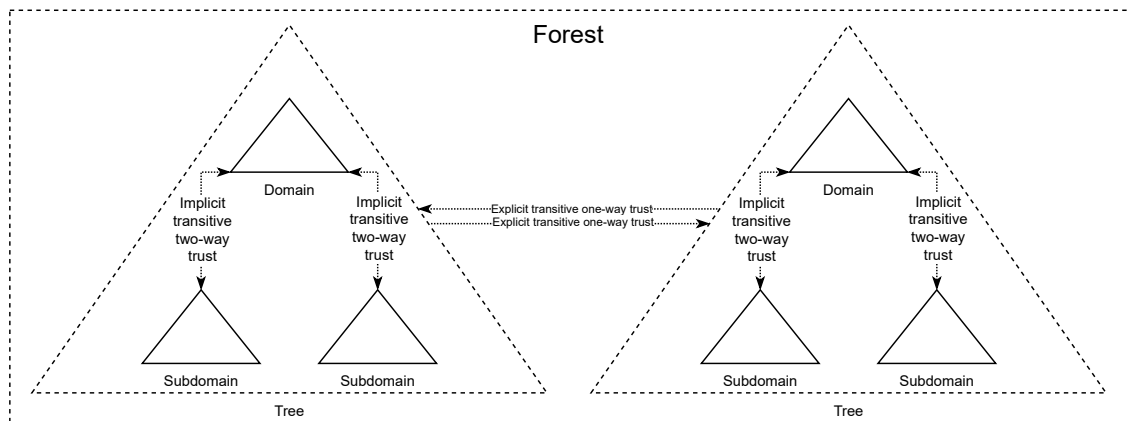 Forest
Domain
Implicit
transitive
two-way
trust
Implicit
transitive
two-way
trust
Subdomain
Subdomain
Tree
Explicit transitive one-way trust
Explicit transitive one-way trust
Domain
Implicit
transitive
two-way
trust
Implicit
transitive
two-way
trust
Subdomain
Subdomain
Tree